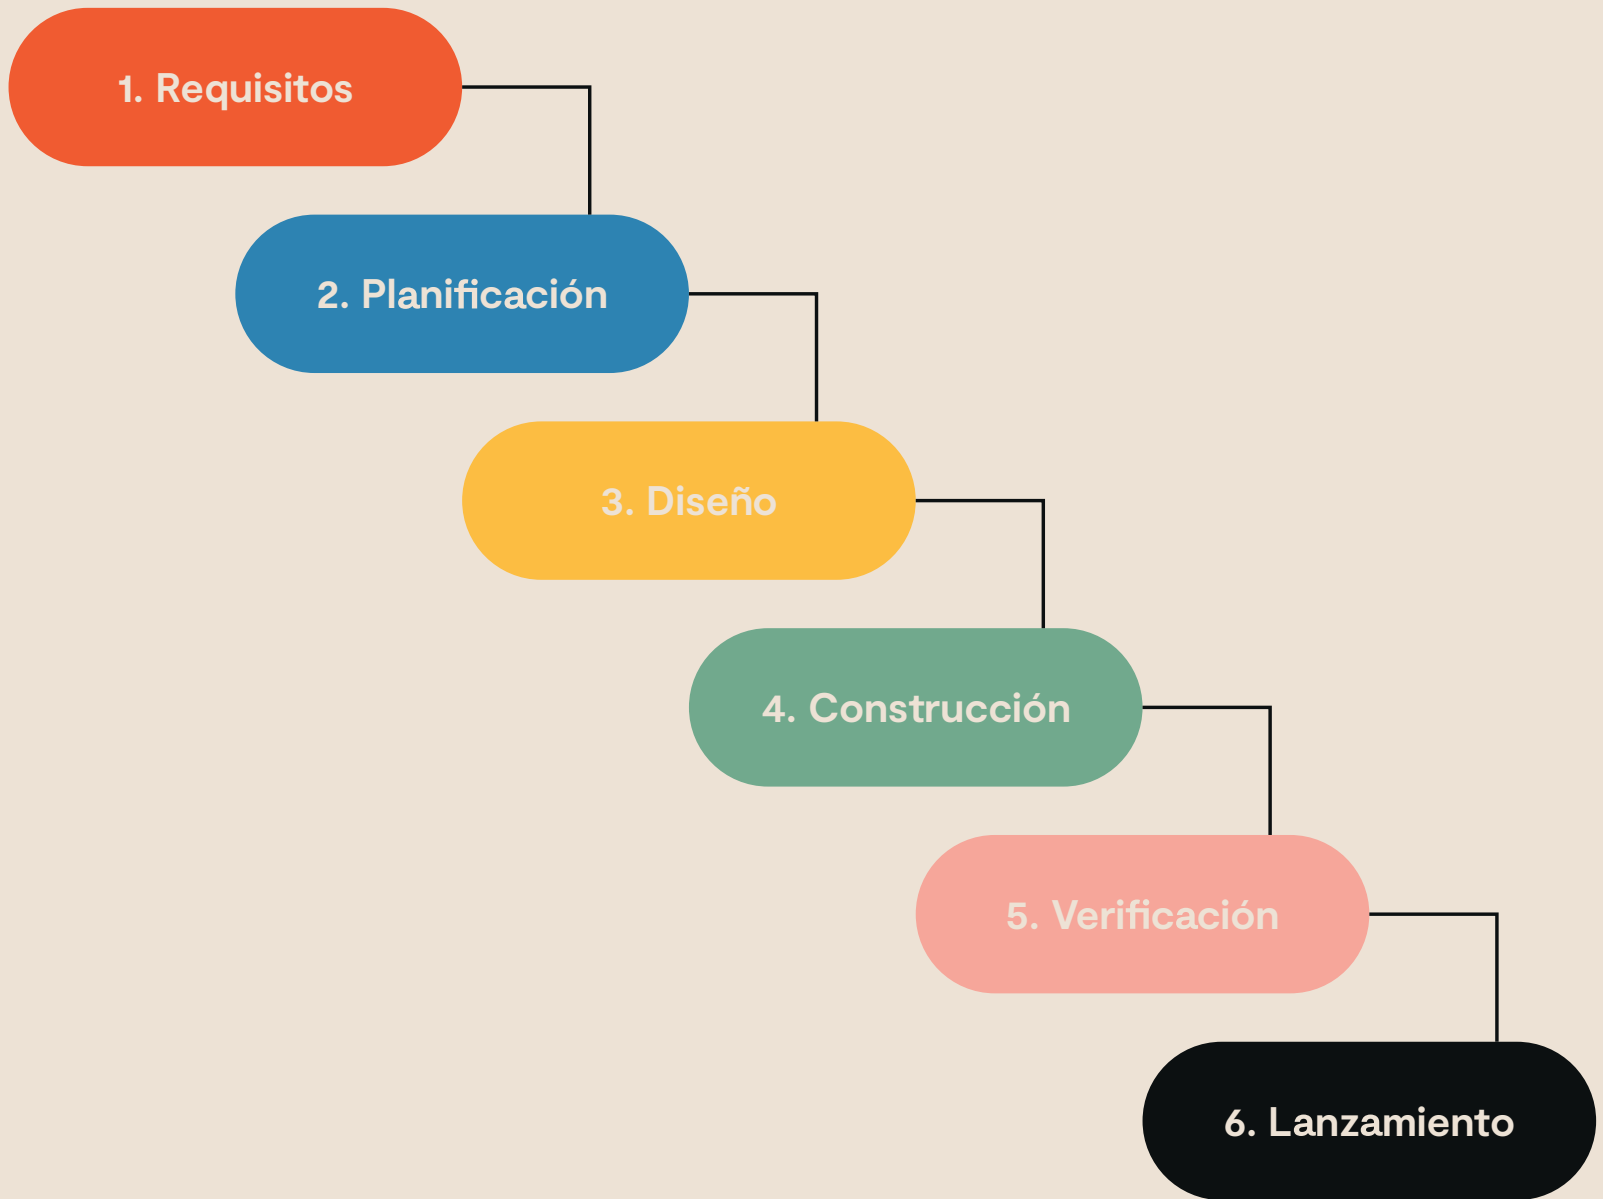 1. Requisitos
2. Planificación
3. Diseño
4. Construcción
5. Verificación
6. Lanzamiento